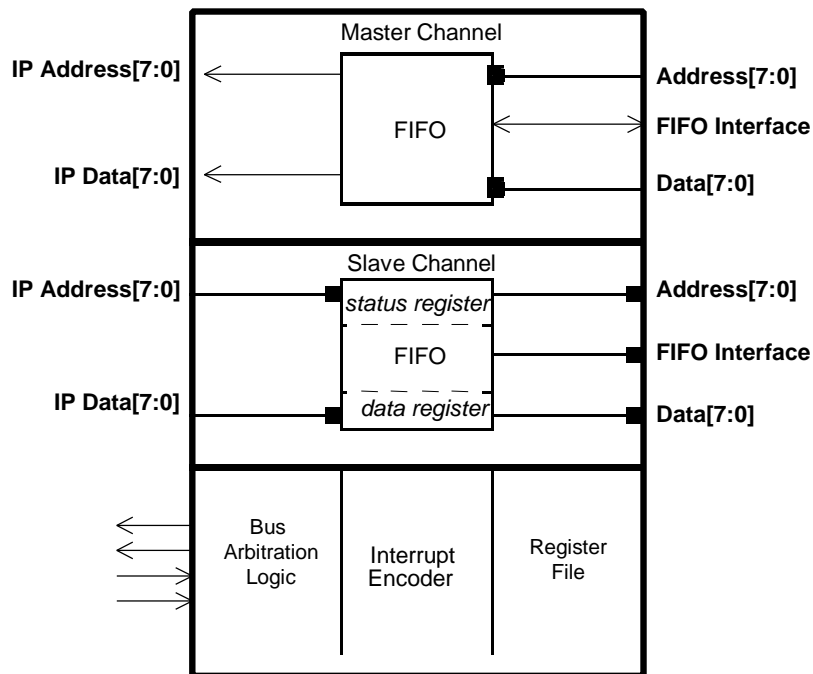 Master Channel
IP Address[7:0]
Address[7:0]
FIFO
FIFO Interface
IP Data[7:0]
Data[7:0]
Slave Channel
IP Address[7:0]
status register
Address[7:0]
FIFO
FIFO Interface
IP Data[7:0]
data register
Data[7:0]
Bus
Arbitration
Logic
Interrupt
Encoder
Register
File